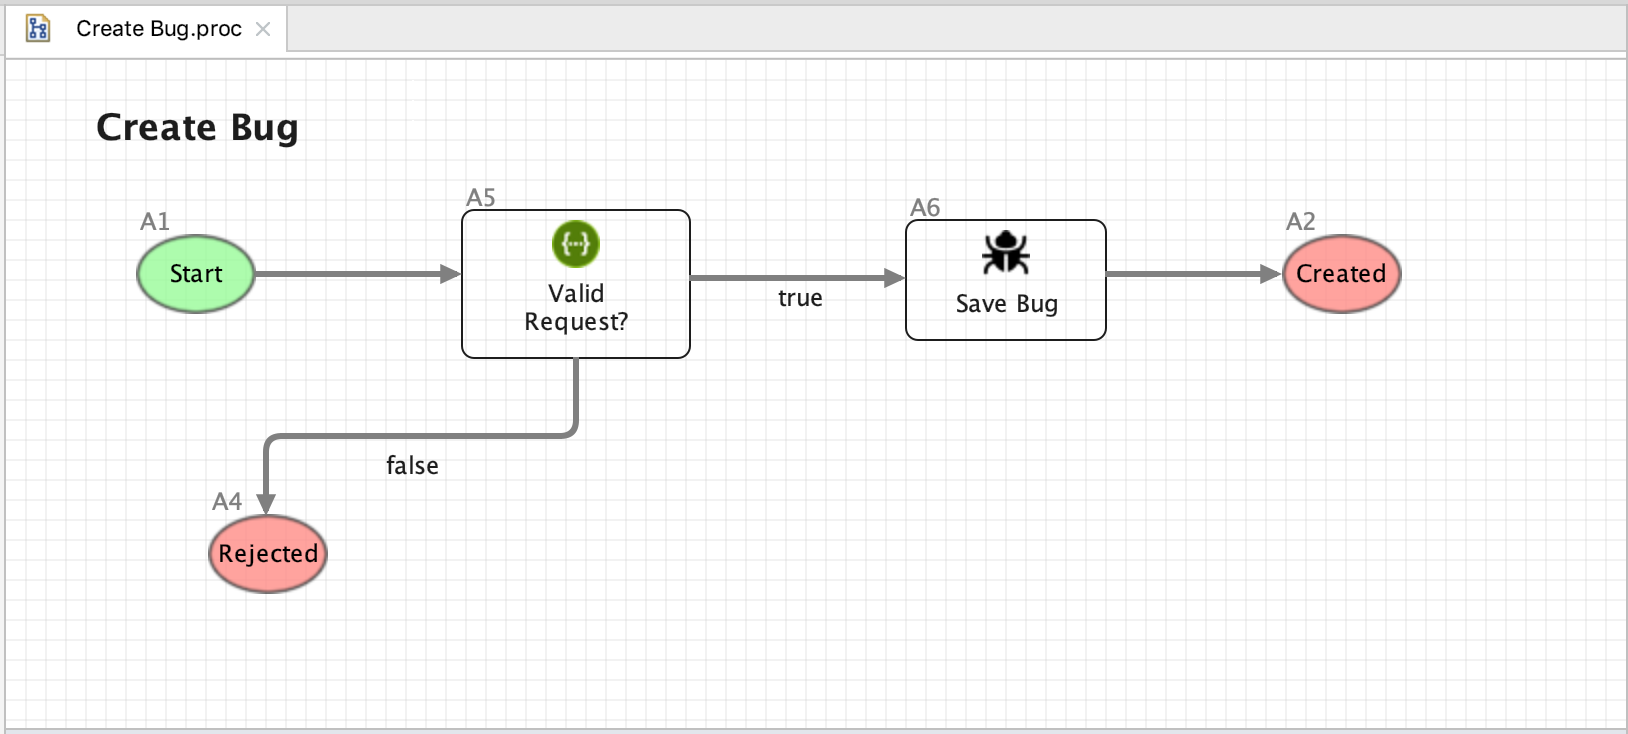 Create Bug.proc
Create Bug
A1
Start
A5
{...}
Valid
Request?
true
A6
Save Bug
A2
Created
false
A4
Rejected